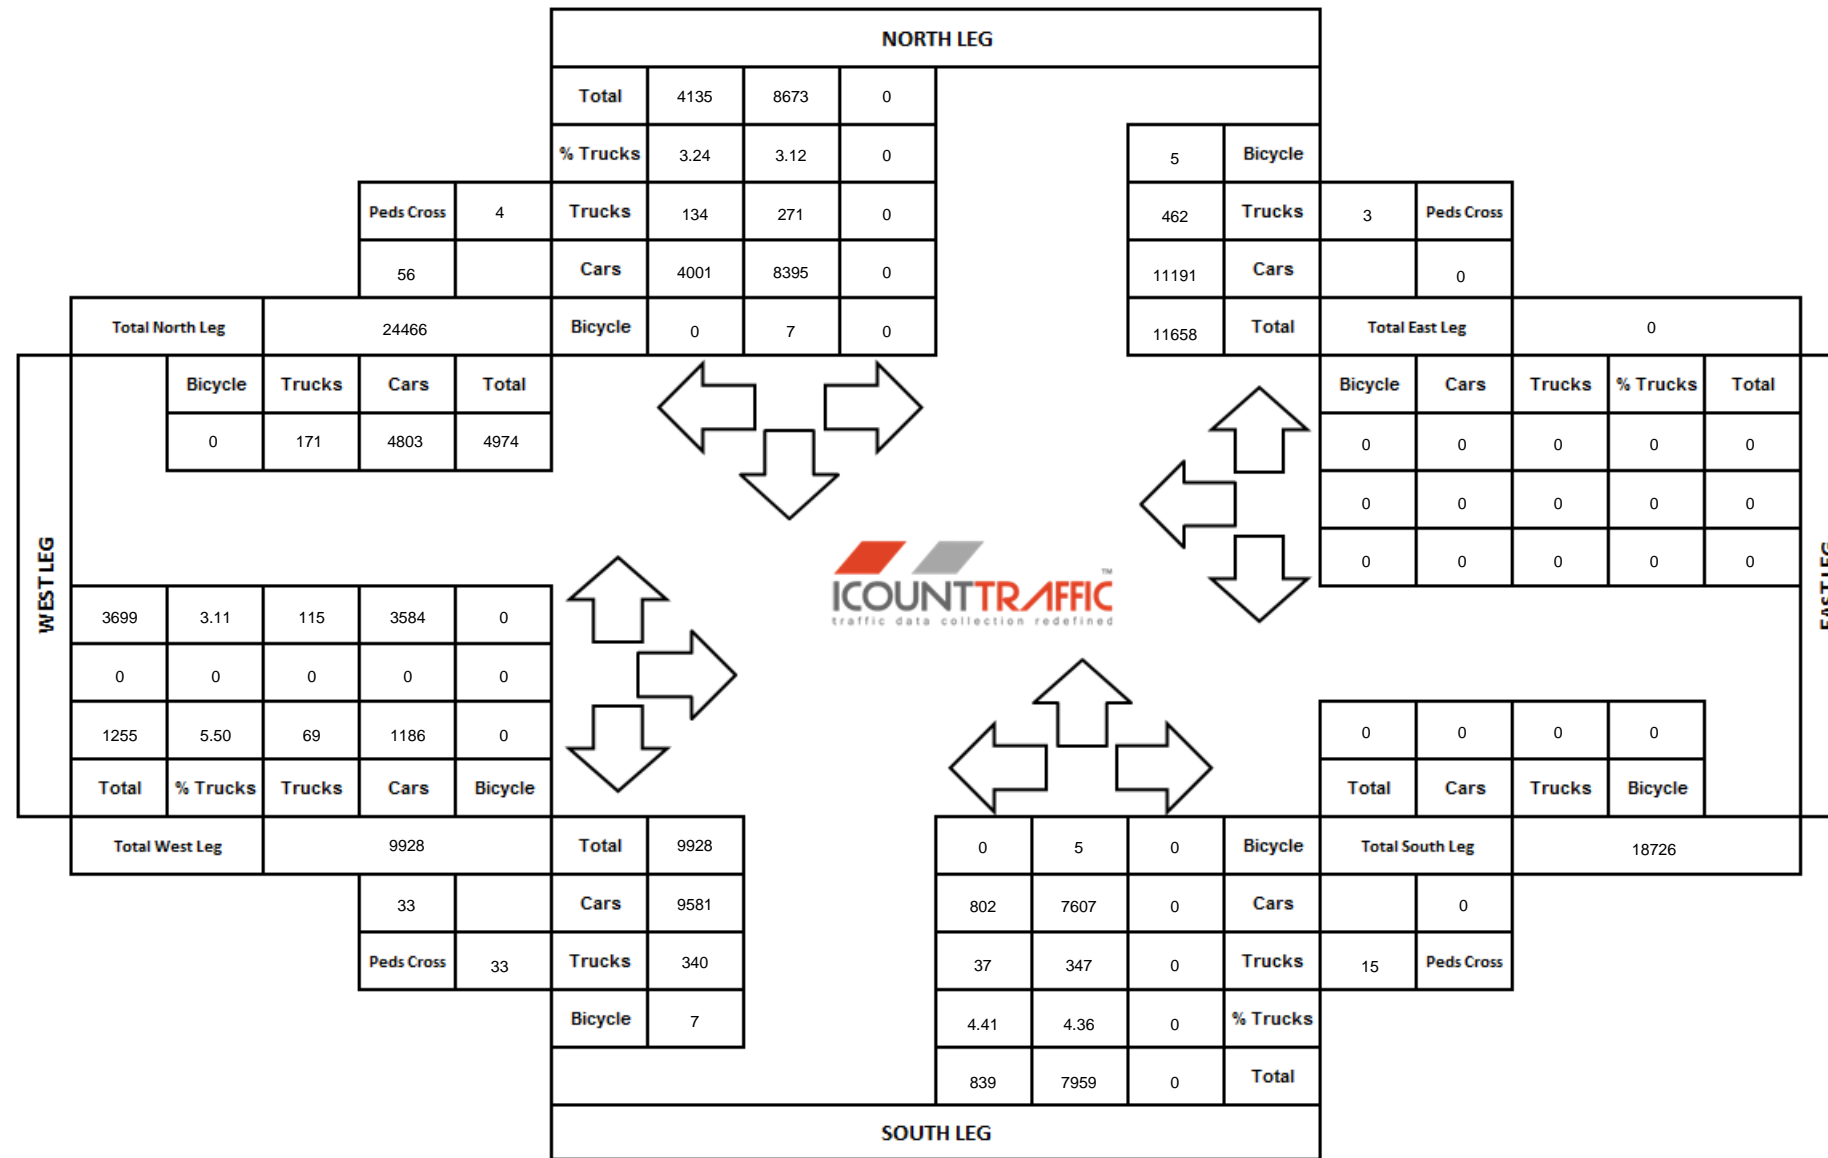 NORTH LEG
Total 4135 8673 0
% Trucks 3.24 3.12 0 5 Bicycle
Peds Cross 4 Trucks 134 271 0 462 Trucks 3 Peds Cross
56 Cars 4001 8395 0 11191 Cars 0
Total North Leg 24466 Bicycle 0 7 0 11658 Total Total East Leg 0
Bicycle Trucks Cars Total Bicycle Cars Trucks % Trucks Total
0 171 4803 4974 0 0 0 0 0
0 0 0 0 0
0 0 0 0 0
WEST LEG
EAST LEG
ICOUNTTRAFFIC™
traffic data collection redefined
3699 3.11 115 3584 0
0 0 0 0 0
1255 5.50 69 1186 0 0 0 0 0
Total % Trucks Trucks Cars Bicycle Total Cars Trucks Bicycle
Total West Leg 9928 Total 9928 0 5 0 Bicycle Total South Leg 18726
33 Cars 9581 802 7607 0 Cars 0
Peds Cross 33 Trucks 340 37 347 0 Trucks 15 Peds Cross
Bicycle 7 4.41 4.36 0 % Trucks
839 7959 0 Total
SOUTH LEG